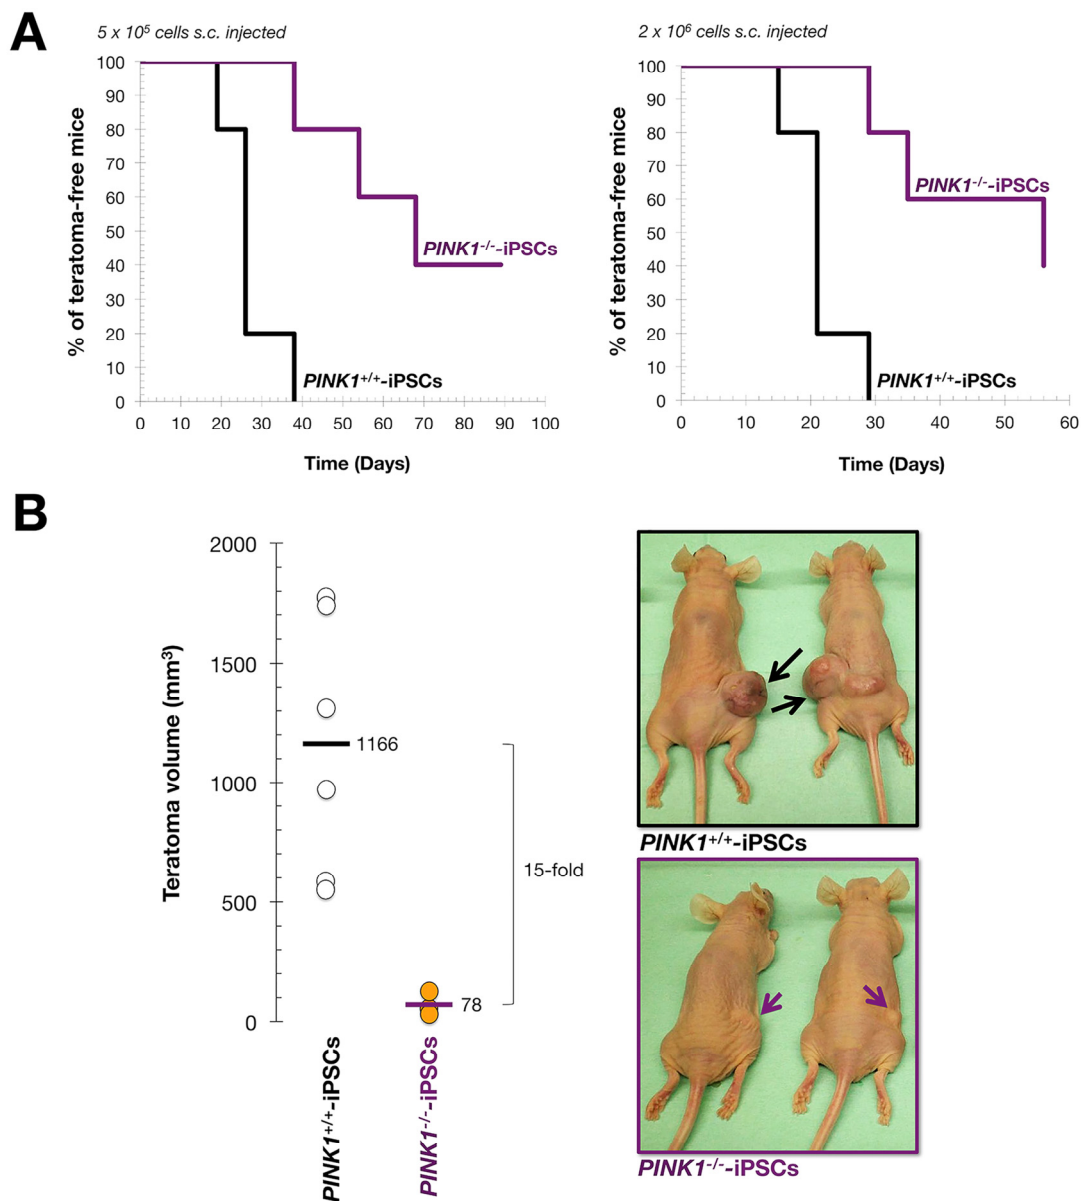 A
5 x 10⁵ cells s.c. injected
% of teratoma-free mice
100
90
80
70
60
50
40
30
20
10
0
PINK1⁻/⁻-iPSCs
PINK1⁺/⁺-iPSCs
0 10 20 30 40 50 60 70 80 90 100
Time (Days)
2 x 10⁶ cells s.c. injected
% of teratoma-free mice
100
90
80
70
60
50
40
30
20
10
0
PINK1⁻/⁻-iPSCs
PINK1⁺/⁺-iPSCs
0 10 20 30 40 50 60
Time (Days)
B
Teratoma volume (mm³)
2000
1500
1000
500
0
1166
15-fold
78
PINK1⁺/⁺-iPSCs
PINK1⁻/⁻-iPSCs
PINK1⁺/⁺-iPSCs
PINK1⁻/⁻-iPSCs